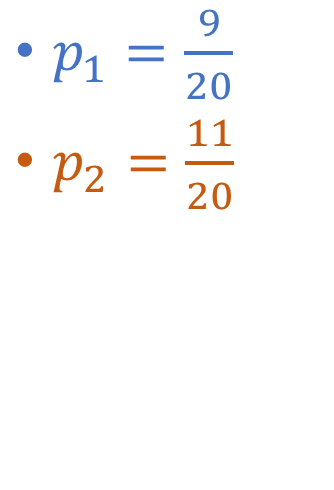 • p₁ = 9/20
• p₂ = 11/20